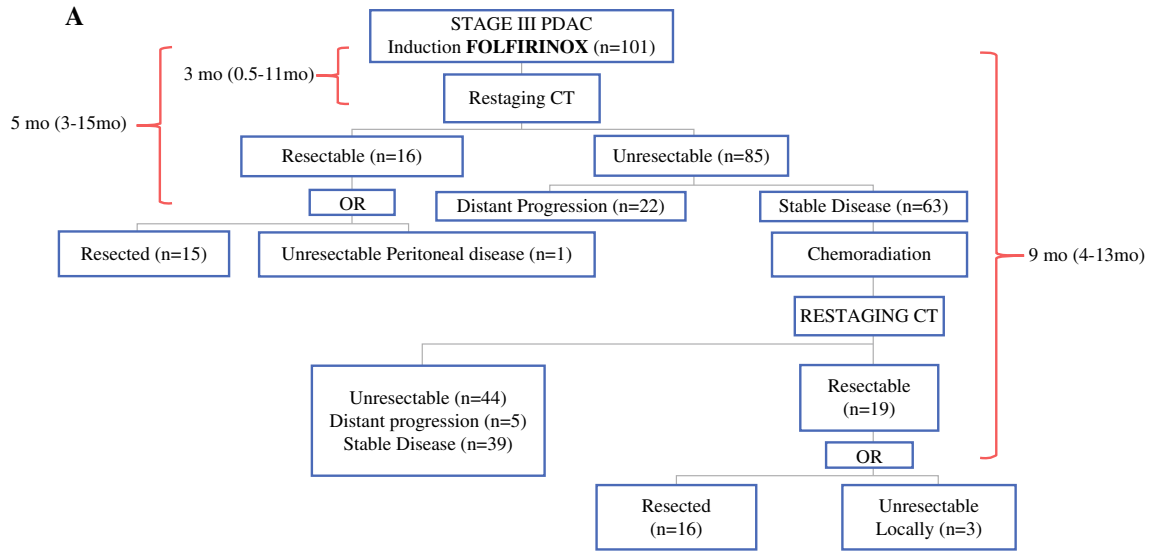 A
STAGE III PDAC
Induction FOLFIRINOX (n=101)
3 mo (0.5-11mo)
Restaging CT
5 mo (3-15mo)
Resectable (n=16)
Unresectable (n=85)
OR
Distant Progression (n=22)
Stable Disease (n=63)
Resected (n=15)
Unresectable Peritoneal disease (n=1)
Chemoradiation
9 mo (4-13mo)
RESTAGING CT
Unresectable (n=44)
Distant progression (n=5)
Stable Disease (n=39)
Resectable
(n=19)
OR
Resected
(n=16)
Unresectable
Locally (n=3)